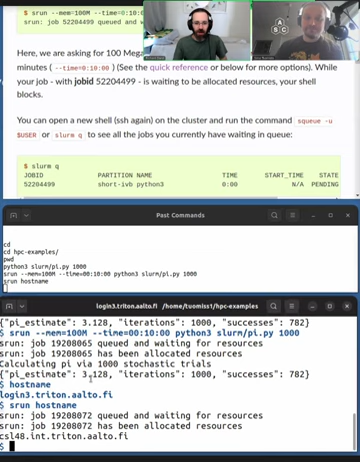 $ srun --mem=100M --time=0:10:0
srun: job 52204499 queued and w
Here, we are asking for 100 Mega
minutes ( --time=0:10:00 ) (See the quick reference or below for more options). While
your job - with jobid 52204499 - is waiting to be allocated resources, your shell
blocks.
You can open a new shell (ssh again) on the cluster and run the command squeue -u
$USER or slurm q to see all the jobs you currently have waiting in queue:
$ slurm q
JOBID PARTITION NAME TIME START_TIME STATE
52204499 short-ivb python3 0:00 N/A PENDING
Past Commands
cd
cd hpc-examples/
pwd
python3 slurm/pi.py 1000
srun --mem=100M --time=00:10:00 python3 slurm/pi.py 1000
srun hostname
login3.triton.aalto.fi /home/tuomiss1/hpc-examples
{"pi_estimate": 3.128, "iterations": 1000, "successes": 782}
$ srun --mem=100M --time=00:10:00 python3 slurm/pi.py 1000
srun: job 19208065 queued and waiting for resources
srun: job 19208065 has been allocated resources
Calculating pi via 1000 stochastic trials
{"pi_estimate": 3.128, "iterations": 1000, "successes": 782}
$ hostname
login3.triton.aalto.fi
$ srun hostname
srun: job 19208072 queued and waiting for resources
srun: job 19208072 has been allocated resources
csl48.int.triton.aalto.fi
$